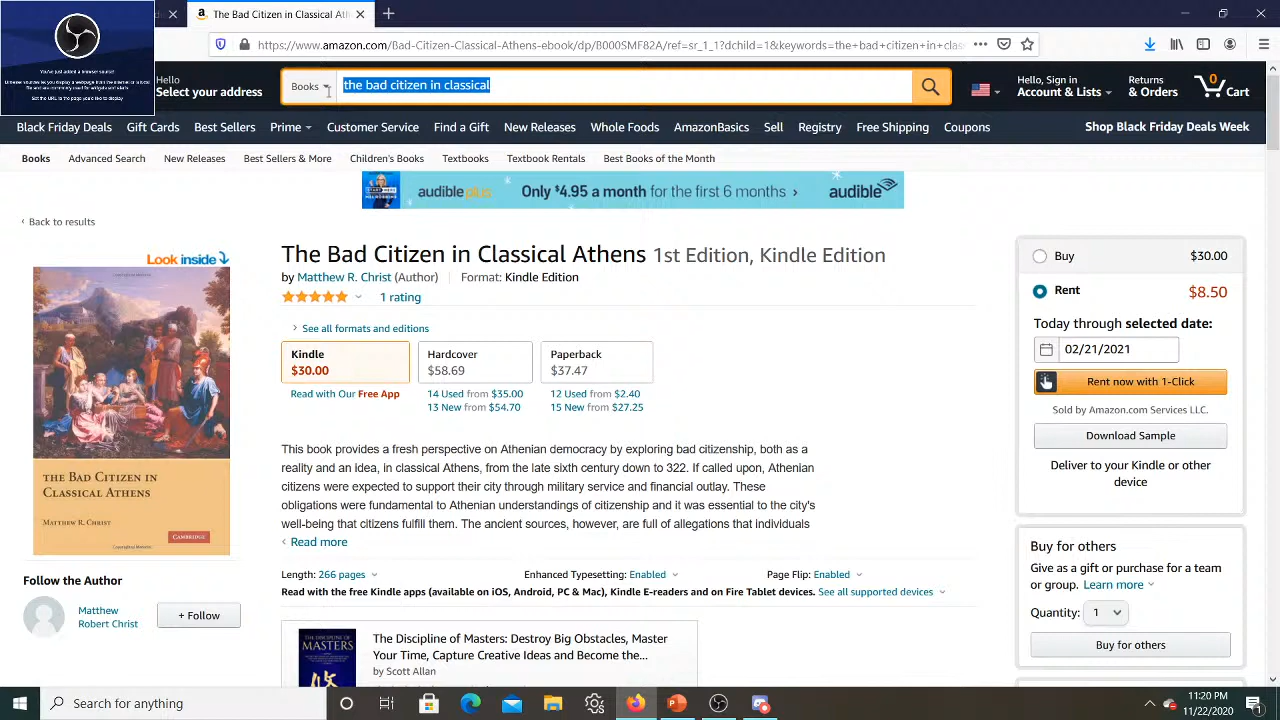 The Bad Citizen in Classical Athen
https://www.amazon.com/Bad-Citizen-Classical-Athens-ebook/dp/B000SMF82A/ref=sr_1_1?dchild=1&keywords=the+bad+citizen+in+clas
You've just added a browser source!
Hello
Select your address
Books
the bad citizen in classical
Hello, Sign in
Account & Lists
Returns
& Orders
0
Cart
Black Friday Deals Gift Cards Best Sellers Prime Customer Service Find a Gift New Releases Whole Foods AmazonBasics Sell Registry Free Shipping Coupons Shop Black Friday Deals Week
Books Advanced Search New Releases Best Sellers & More Children's Books Textbooks Textbook Rentals Best Books of the Month
audible plus Only $4.95 a month for the first 6 months › audible
‹ Back to results
Look inside
The Bad Citizen in Classical Athens 1st Edition, Kindle Edition
by Matthew R. Christ (Author) Format: Kindle Edition
1 rating
› See all formats and editions
Kindle
$30.00
Read with Our Free App
Hardcover
$58.69
14 Used from $35.00
13 New from $54.70
Paperback
$37.47
12 Used from $2.40
15 New from $27.25
This book provides a fresh perspective on Athenian democracy by exploring bad citizenship, both as a
reality and an idea, in classical Athens, from the late sixth century down to 322. If called upon, Athenian
citizens were expected to support their city through military service and financial outlay. These
obligations were fundamental to Athenian understandings of citizenship and it was essential to the city's
well-being that citizens fulfill them. The ancient sources, however, are full of allegations that individuals
‹ Read more
Length: 266 pages Enhanced Typesetting: Enabled Page Flip: Enabled
Read with the free Kindle apps (available on iOS, Android, PC & Mac), Kindle E-readers and on Fire Tablet devices. See all supported devices
The Discipline of Masters: Destroy Big Obstacles, Master
Your Time, Capture Creative Ideas and Become the...
by Scott Allan
THE DISCIPLINE OF
MASTERS
THE BAD CITIZEN IN
CLASSICAL ATHENS
MATTHEW R. CHRIST
CAMBRIDGE
Copyrighted Material
Follow the Author
Matthew
Robert Christ
+ Follow
Buy $30.00
Rent $8.50
Today through selected date:
02/21/2021
Rent now with 1-Click
Sold by Amazon.com Services LLC.
Download Sample
Deliver to your Kindle or other
device
Buy for others
Give as a gift or purchase for a team
or group. Learn more
Quantity: 1
Buy for others
Search for anything
11:20 PM
11/22/2020